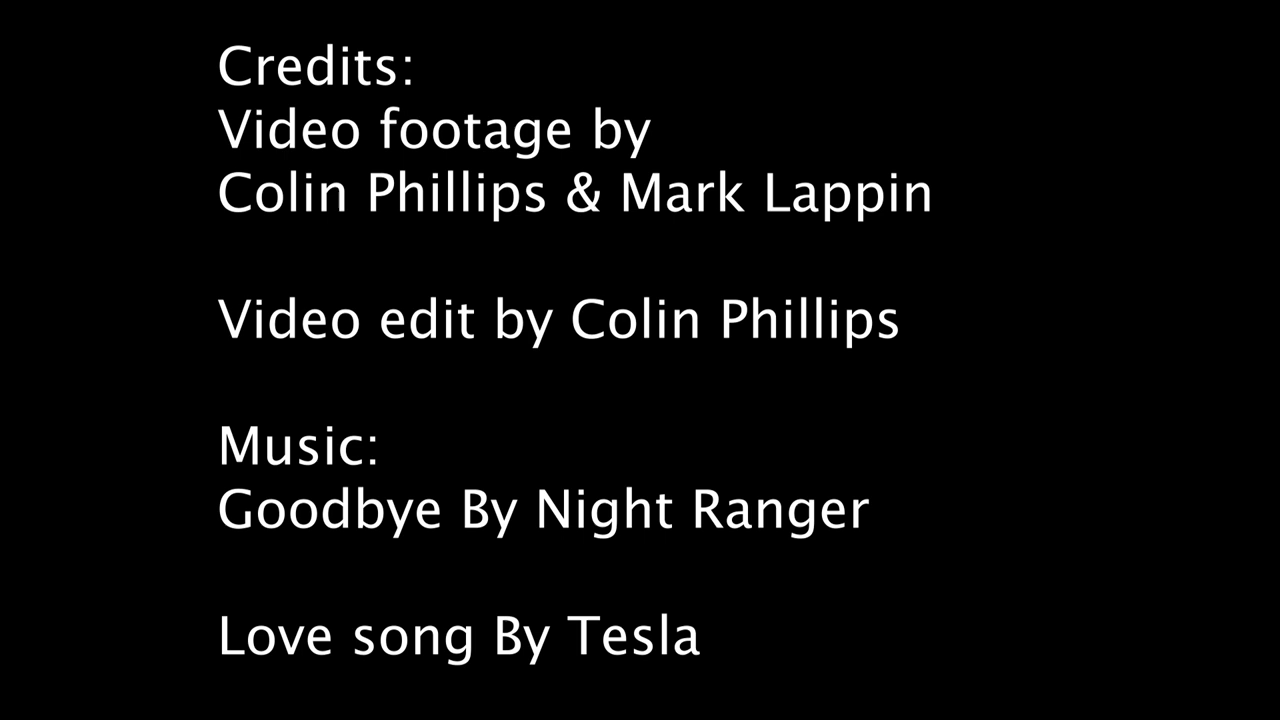 Credits:
Video footage by
Colin Phillips & Mark Lappin
Video edit by Colin Phillips
Music:
Goodbye By Night Ranger
Love song By Tesla